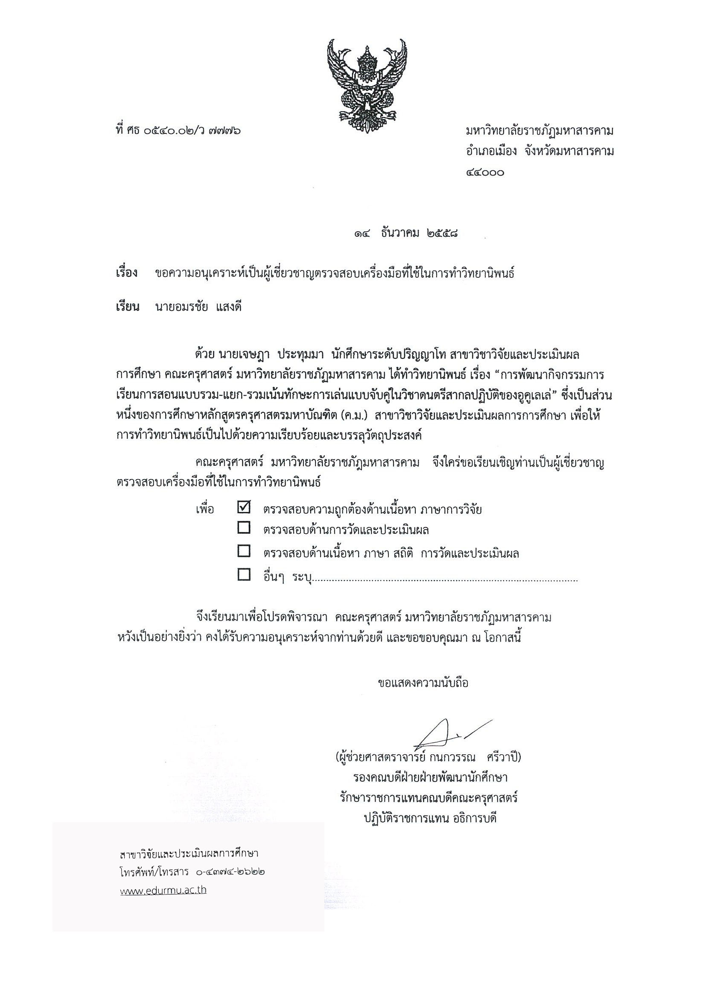 ที่ ศธ ๐๕๔๐.๐๒/ว ๗๗๗๖
มหาวิทยาลัยราชภัฏมหาสารคาม
อำเภอเมือง จังหวัดมหาสารคาม
๔๔๐๐๐
๑๔ ธันวาคม ๒๕๕๘
เรื่อง ขอความอนุเคราะห์เป็นผู้เชี่ยวชาญตรวจสอบเครื่องมือที่ใช้ในการทำวิทยานิพนธ์
เรียน นายอมรชัย แสงดี
ด้วย นายเจษฎา ประทุมมา นักศึกษาระดับปริญญาโท สาขาวิชาวิจัยและประเมินผล
การศึกษา คณะครุศาสตร์ มหาวิทยาลัยราชภัฏมหาสารคาม ได้ทำวิทยานิพนธ์ เรื่อง “การพัฒนากิจกรรมการ
เรียนการสอนแบบรวม-แยก-รวมเน้นทักษะการเล่นแบบจับคู่ในวิชาดนตรีสากลปฏิบัติของอูคูเลเล่” ซึ่งเป็นส่วน
หนึ่งของการศึกษาหลักสูตรครุศาสตรมหาบัณฑิต (ค.ม.) สาขาวิชาวิจัยและประเมินผลการการศึกษา เพื่อให้
การทำวิทยานิพนธ์เป็นไปด้วยความเรียบร้อยและบรรลุวัตถุประสงค์
คณะครุศาสตร์ มหาวิทยาลัยราชภัฎมหาสารคาม จึงใคร่ขอเรียนเชิญท่านเป็นผู้เชี่ยวชาญ
ตรวจสอบเครื่องมือที่ใช้ในการทำวิทยานิพนธ์
เพื่อ ☑ ตรวจสอบความถูกต้องด้านเนื้อหา ภาษาการวิจัย
☐ ตรวจสอบด้านการวัดและประเมินผล
☐ ตรวจสอบด้านเนื้อหา ภาษา สถิติ การวัดและประเมินผล
☐ อื่นๆ ระบุ....................................................................................................
จึงเรียนมาเพื่อโปรดพิจารณา คณะครุศาสตร์ มหาวิทยาลัยราชภัฏมหาสารคาม
หวังเป็นอย่างยิ่งว่า คงได้รับความอนุเคราะห์จากท่านด้วยดี และขอขอบคุณมา ณ โอกาสนี้
ขอแสดงความนับถือ
(ผู้ช่วยศาสตราจารย์ กนกวรรณ ศรีวาปี)
รองคณบดีฝ่ายฝ่ายพัฒนานักศึกษา
รักษาราชการแทนคณบดีคณะครุศาสตร์
ปฏิบัติราชการแทน อธิการบดี
สาขาวิจัยและประเมินผลการศึกษา
โทรศัพท์/โทรสาร ๐-๔๓๗๔-๒๖๒๒
www.edurmu.ac.th